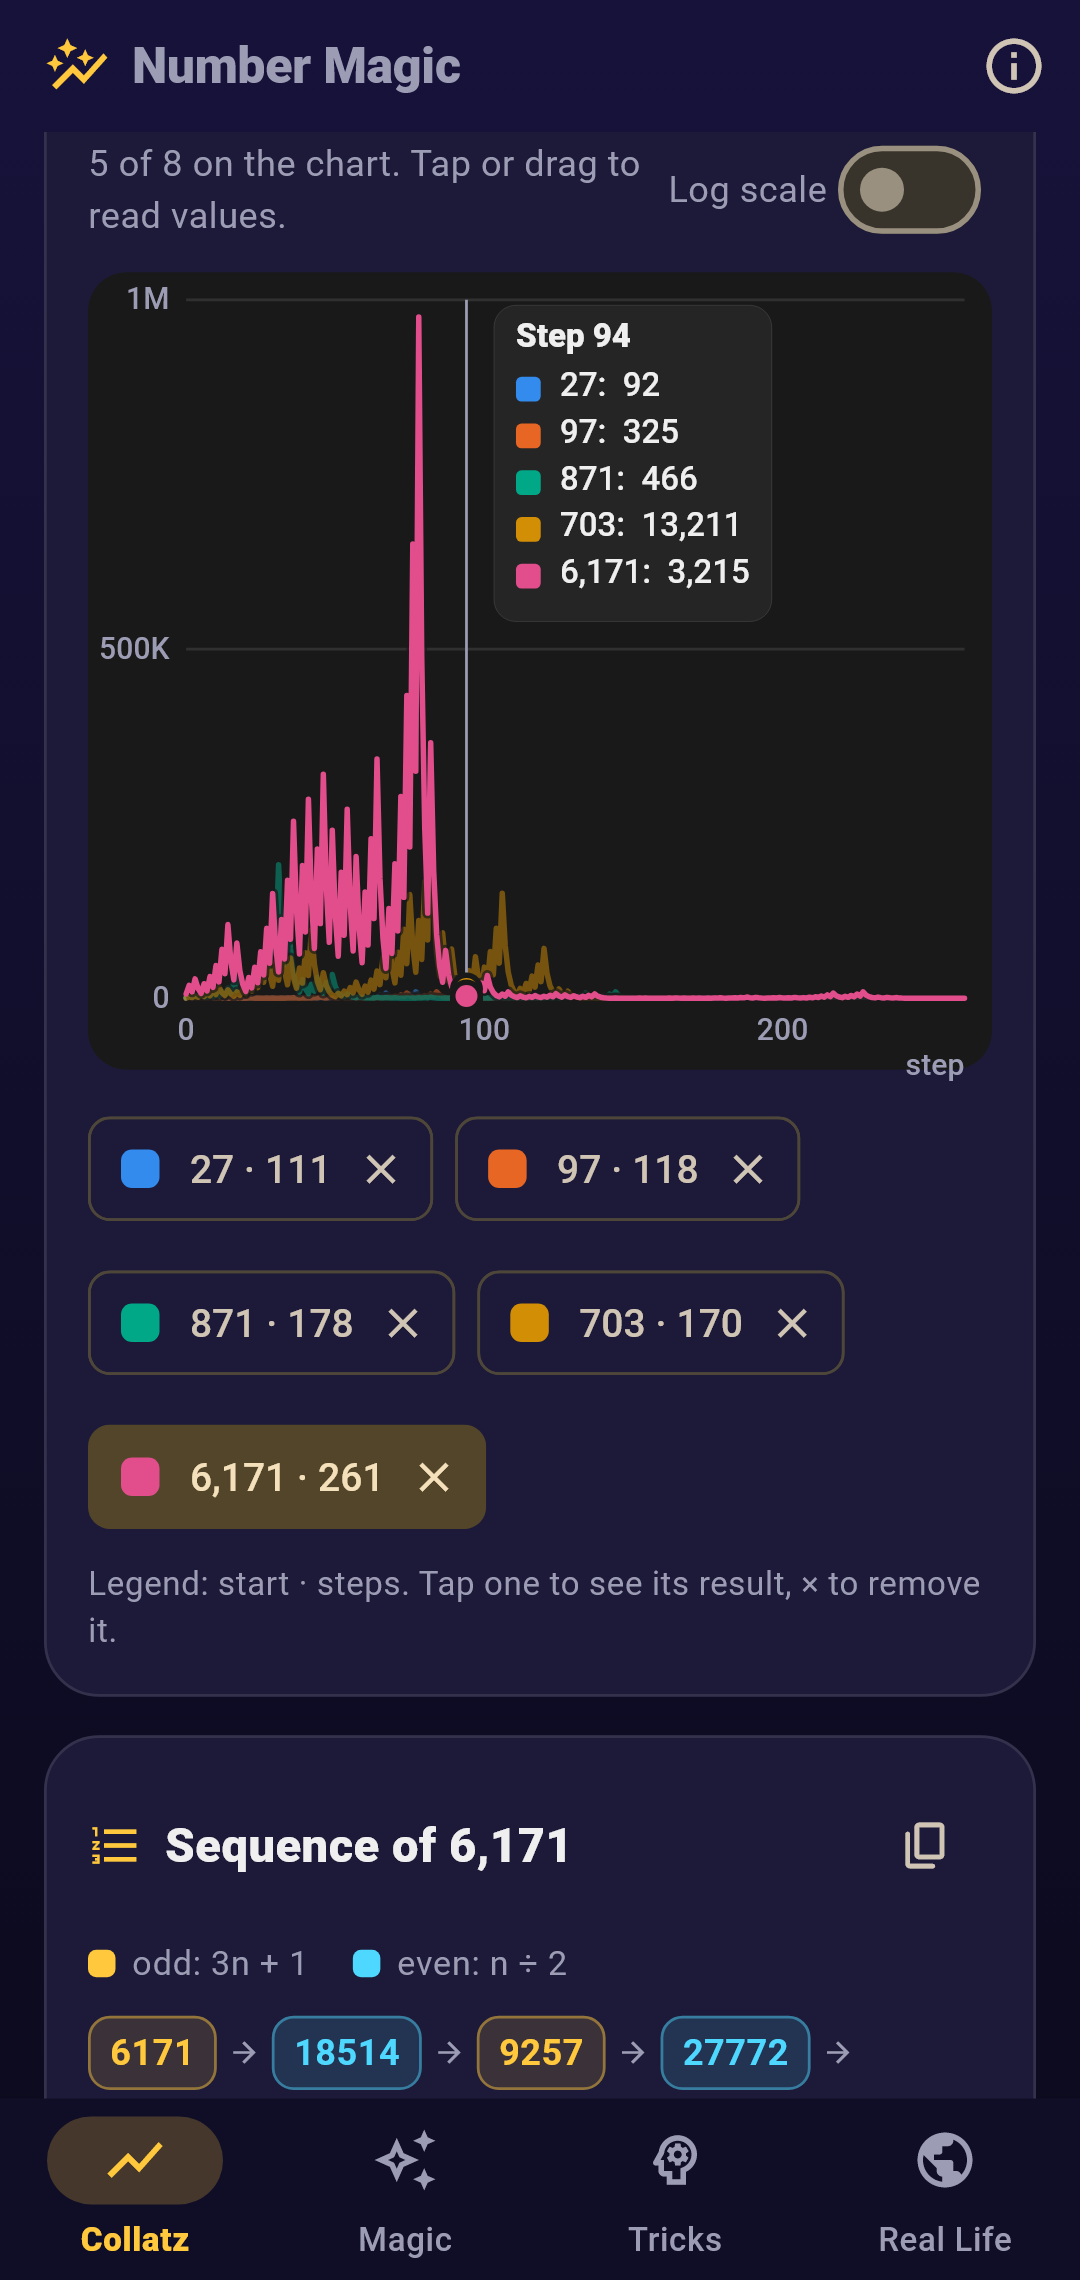 Number Magic
5 of 8 on the chart. Tap or drag to
read values.
Log scale
1M
500K
0
Step 94
27: 92
97: 325
871: 466
703: 13,211
6,171: 3,215
0 100 200
step
27 · 111
97 · 118
871 · 178
703 · 170
6,171 · 261
Legend: start · steps. Tap one to see its result, × to remove
it.
Sequence of 6,171
odd: 3n + 1 even: n ÷ 2
6171 → 18514 → 9257 → 27772 →
Collatz Magic Tricks Real Life